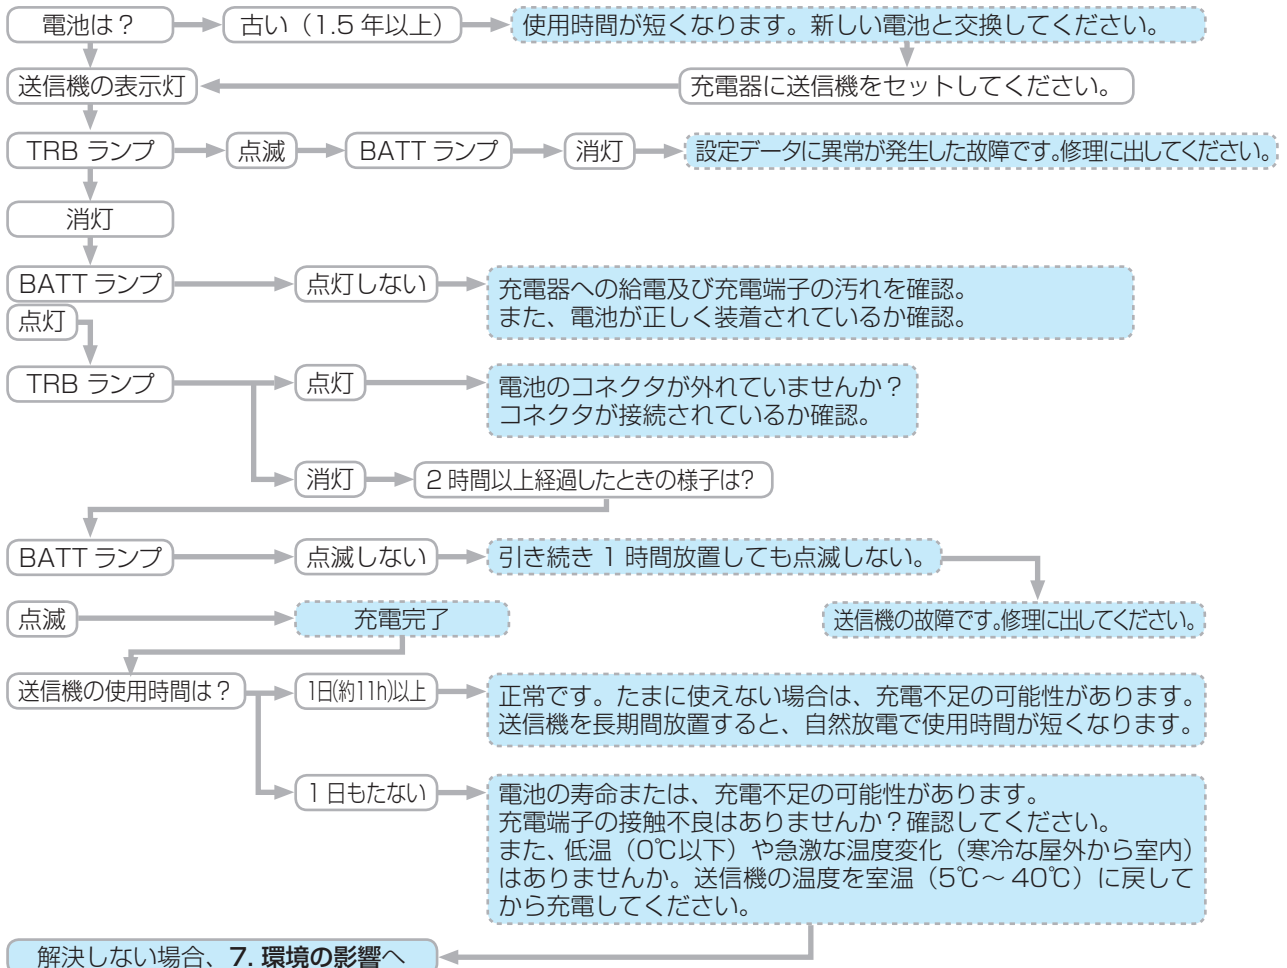 電池は？
古い（1.5 年以上）
使用時間が短くなります。新しい電池と交換してください。
送信機の表示灯
充電器に送信機をセットしてください。
TRB ランプ
点滅
BATT ランプ
消灯
設定データに異常が発生した故障です。修理に出してください。
消灯
BATT ランプ
点灯しない
充電器への給電及び充電端子の汚れを確認。
また、電池が正しく装着されているか確認。
点灯
TRB ランプ
点灯
電池のコネクタが外れていませんか？
コネクタが接続されているか確認。
消灯
2 時間以上経過したときの様子は？
BATT ランプ
点滅しない
引き続き 1 時間放置しても点滅しない。
点滅
充電完了
送信機の故障です。修理に出してください。
送信機の使用時間は？
1日(約11h)以上
正常です。たまに使えない場合は、充電不足の可能性があります。
送信機を長期間放置すると、自然放電で使用時間が短くなります。
1 日もたない
電池の寿命または、充電不足の可能性があります。
充電端子の接触不良はありませんか？確認してください。
また、低温（0℃以下）や急激な温度変化（寒冷な屋外から室内）
はありませんか。送信機の温度を室温（5℃～ 40℃）に戻して
から充電してください。
解決しない場合、7. 環境の影響へ